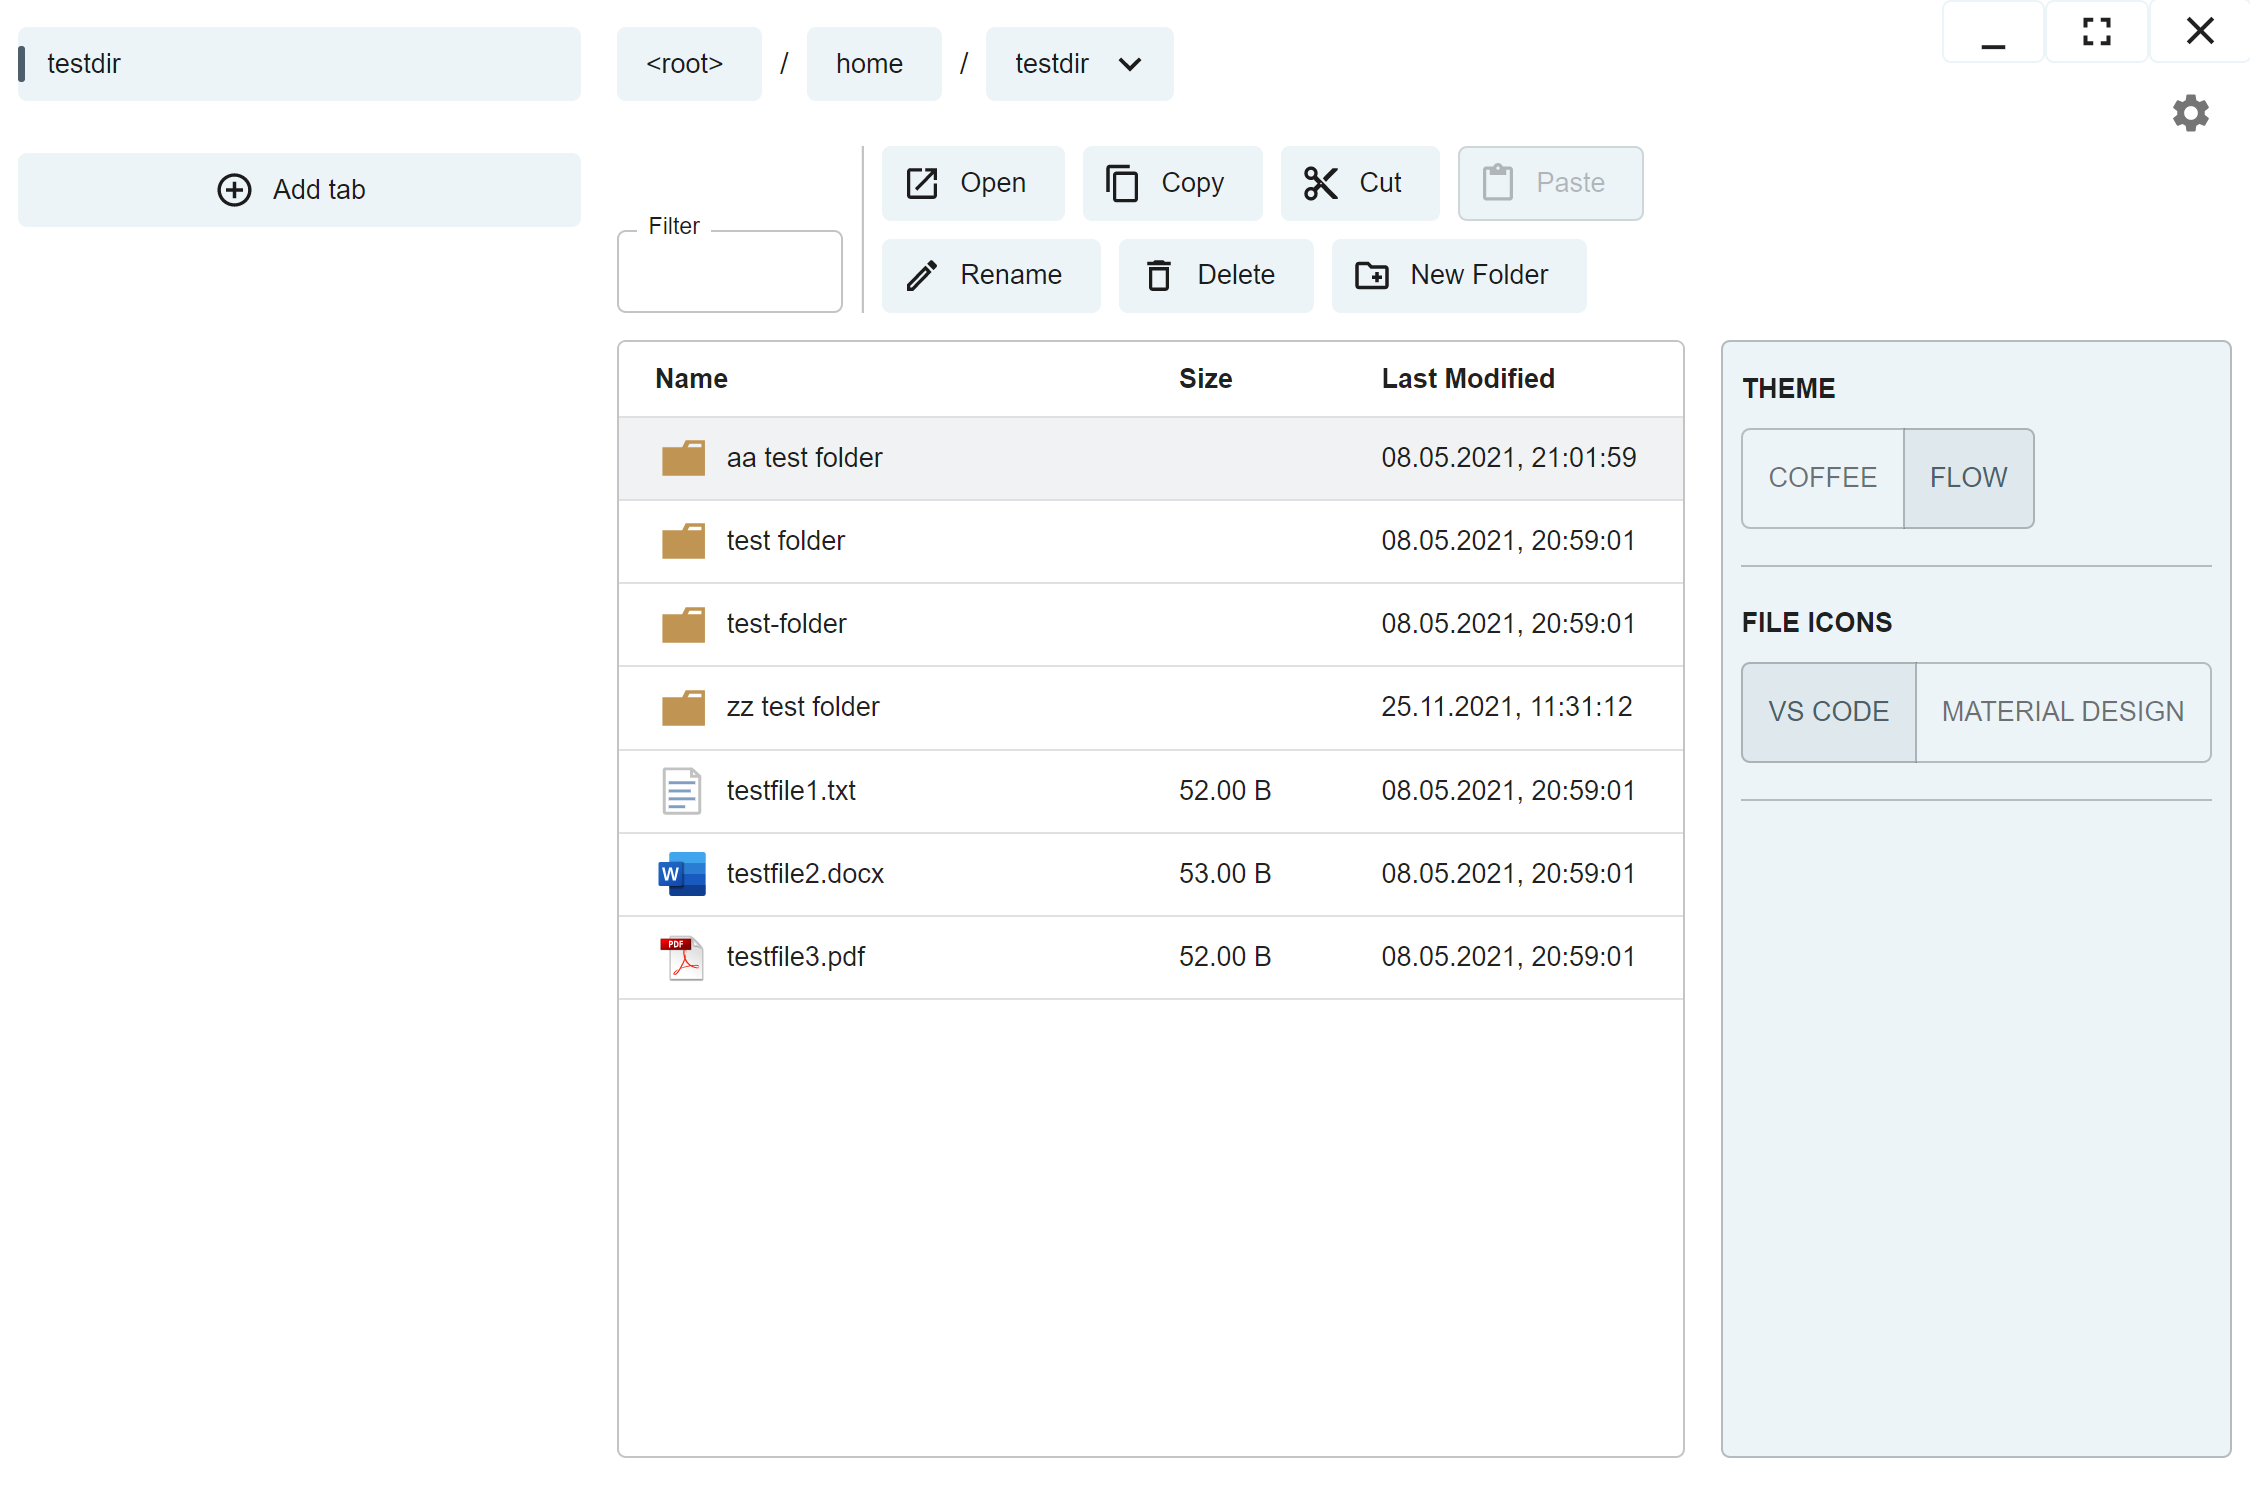 testdir
Add tab
<root> / home / testdir
Filter
Open Copy Cut Paste
Rename Delete New Folder
Name Size Last Modified
aa test folder 08.05.2021, 21:01:59
test folder 08.05.2021, 20:59:01
test-folder 08.05.2021, 20:59:01
zz test folder 25.11.2021, 11:31:12
testfile1.txt 52.00 B 08.05.2021, 20:59:01
W testfile2.docx 53.00 B 08.05.2021, 20:59:01
PDF testfile3.pdf 52.00 B 08.05.2021, 20:59:01
THEME
COFFEE FLOW
FILE ICONS
VS CODE MATERIAL DESIGN